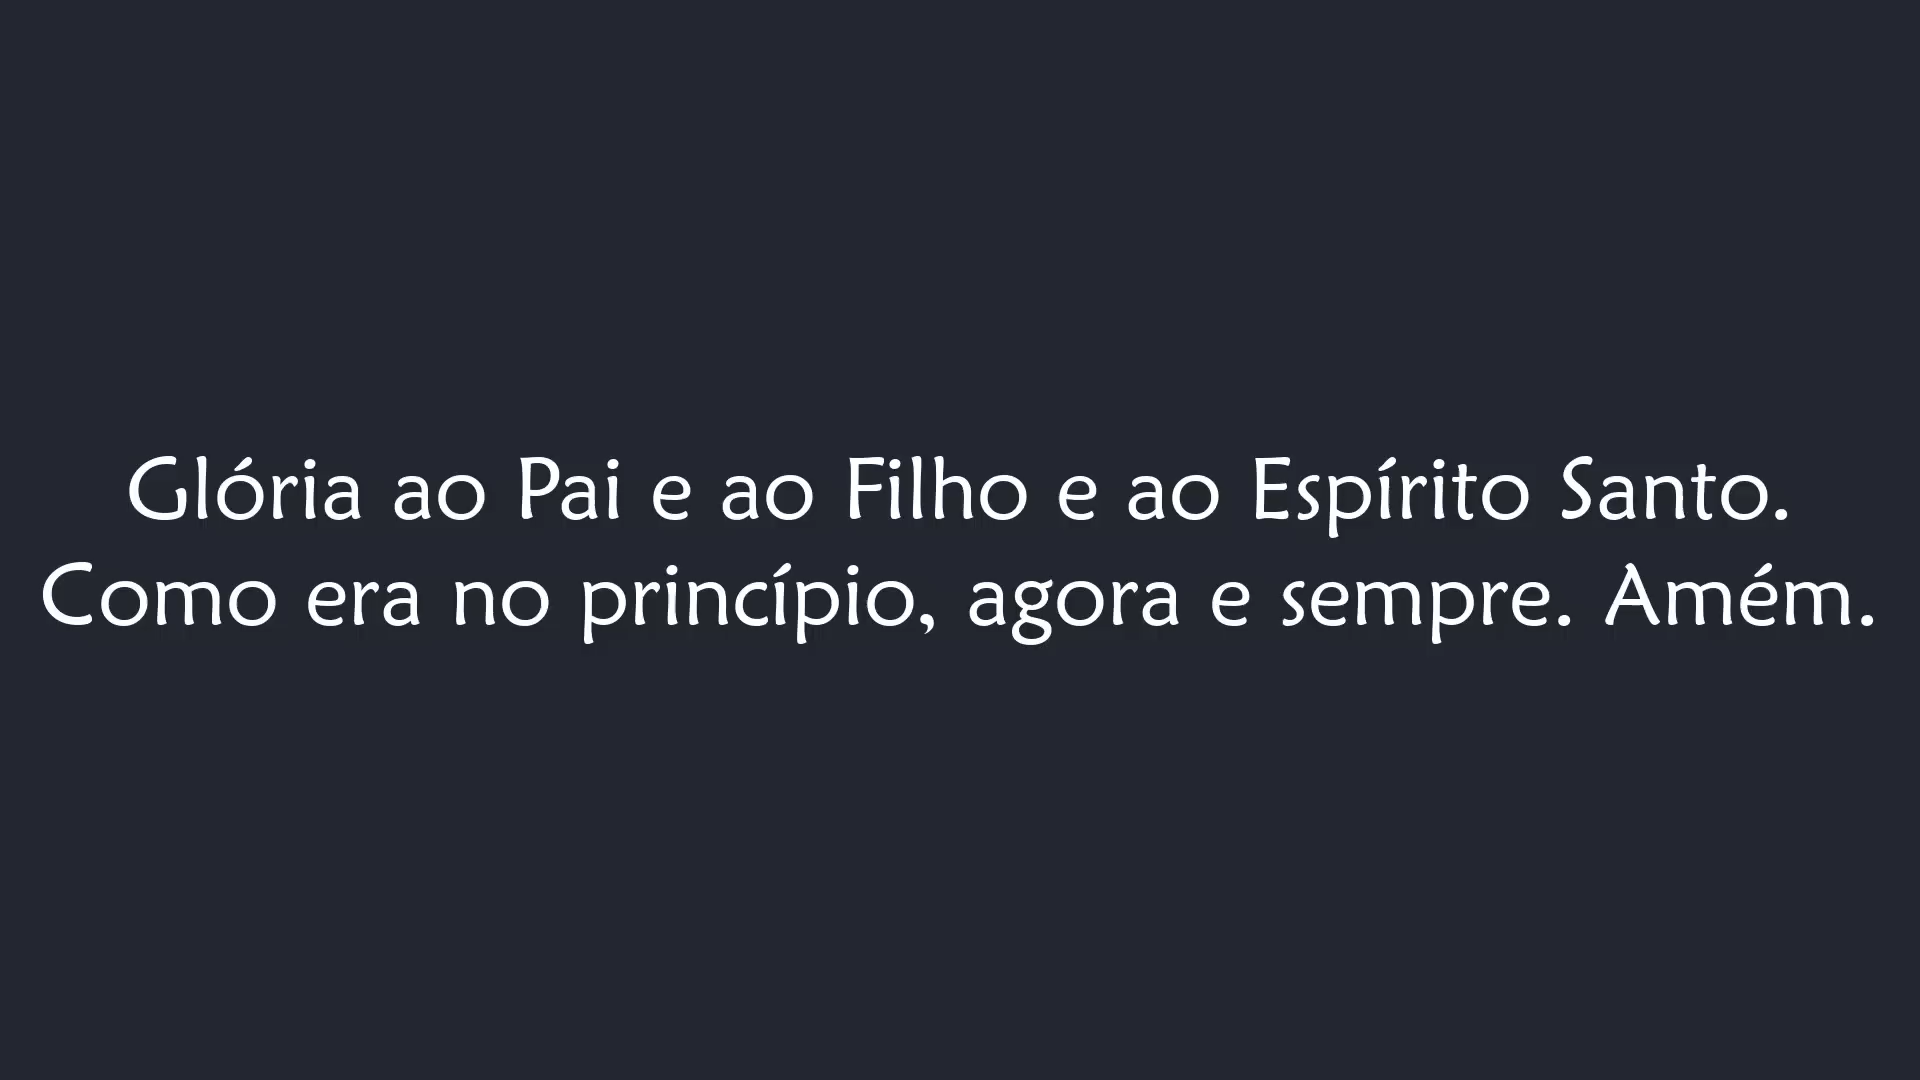 Glória ao Pai e ao Filho e ao Espírito Santo.
Como era no princípio, agora e sempre. Amém.